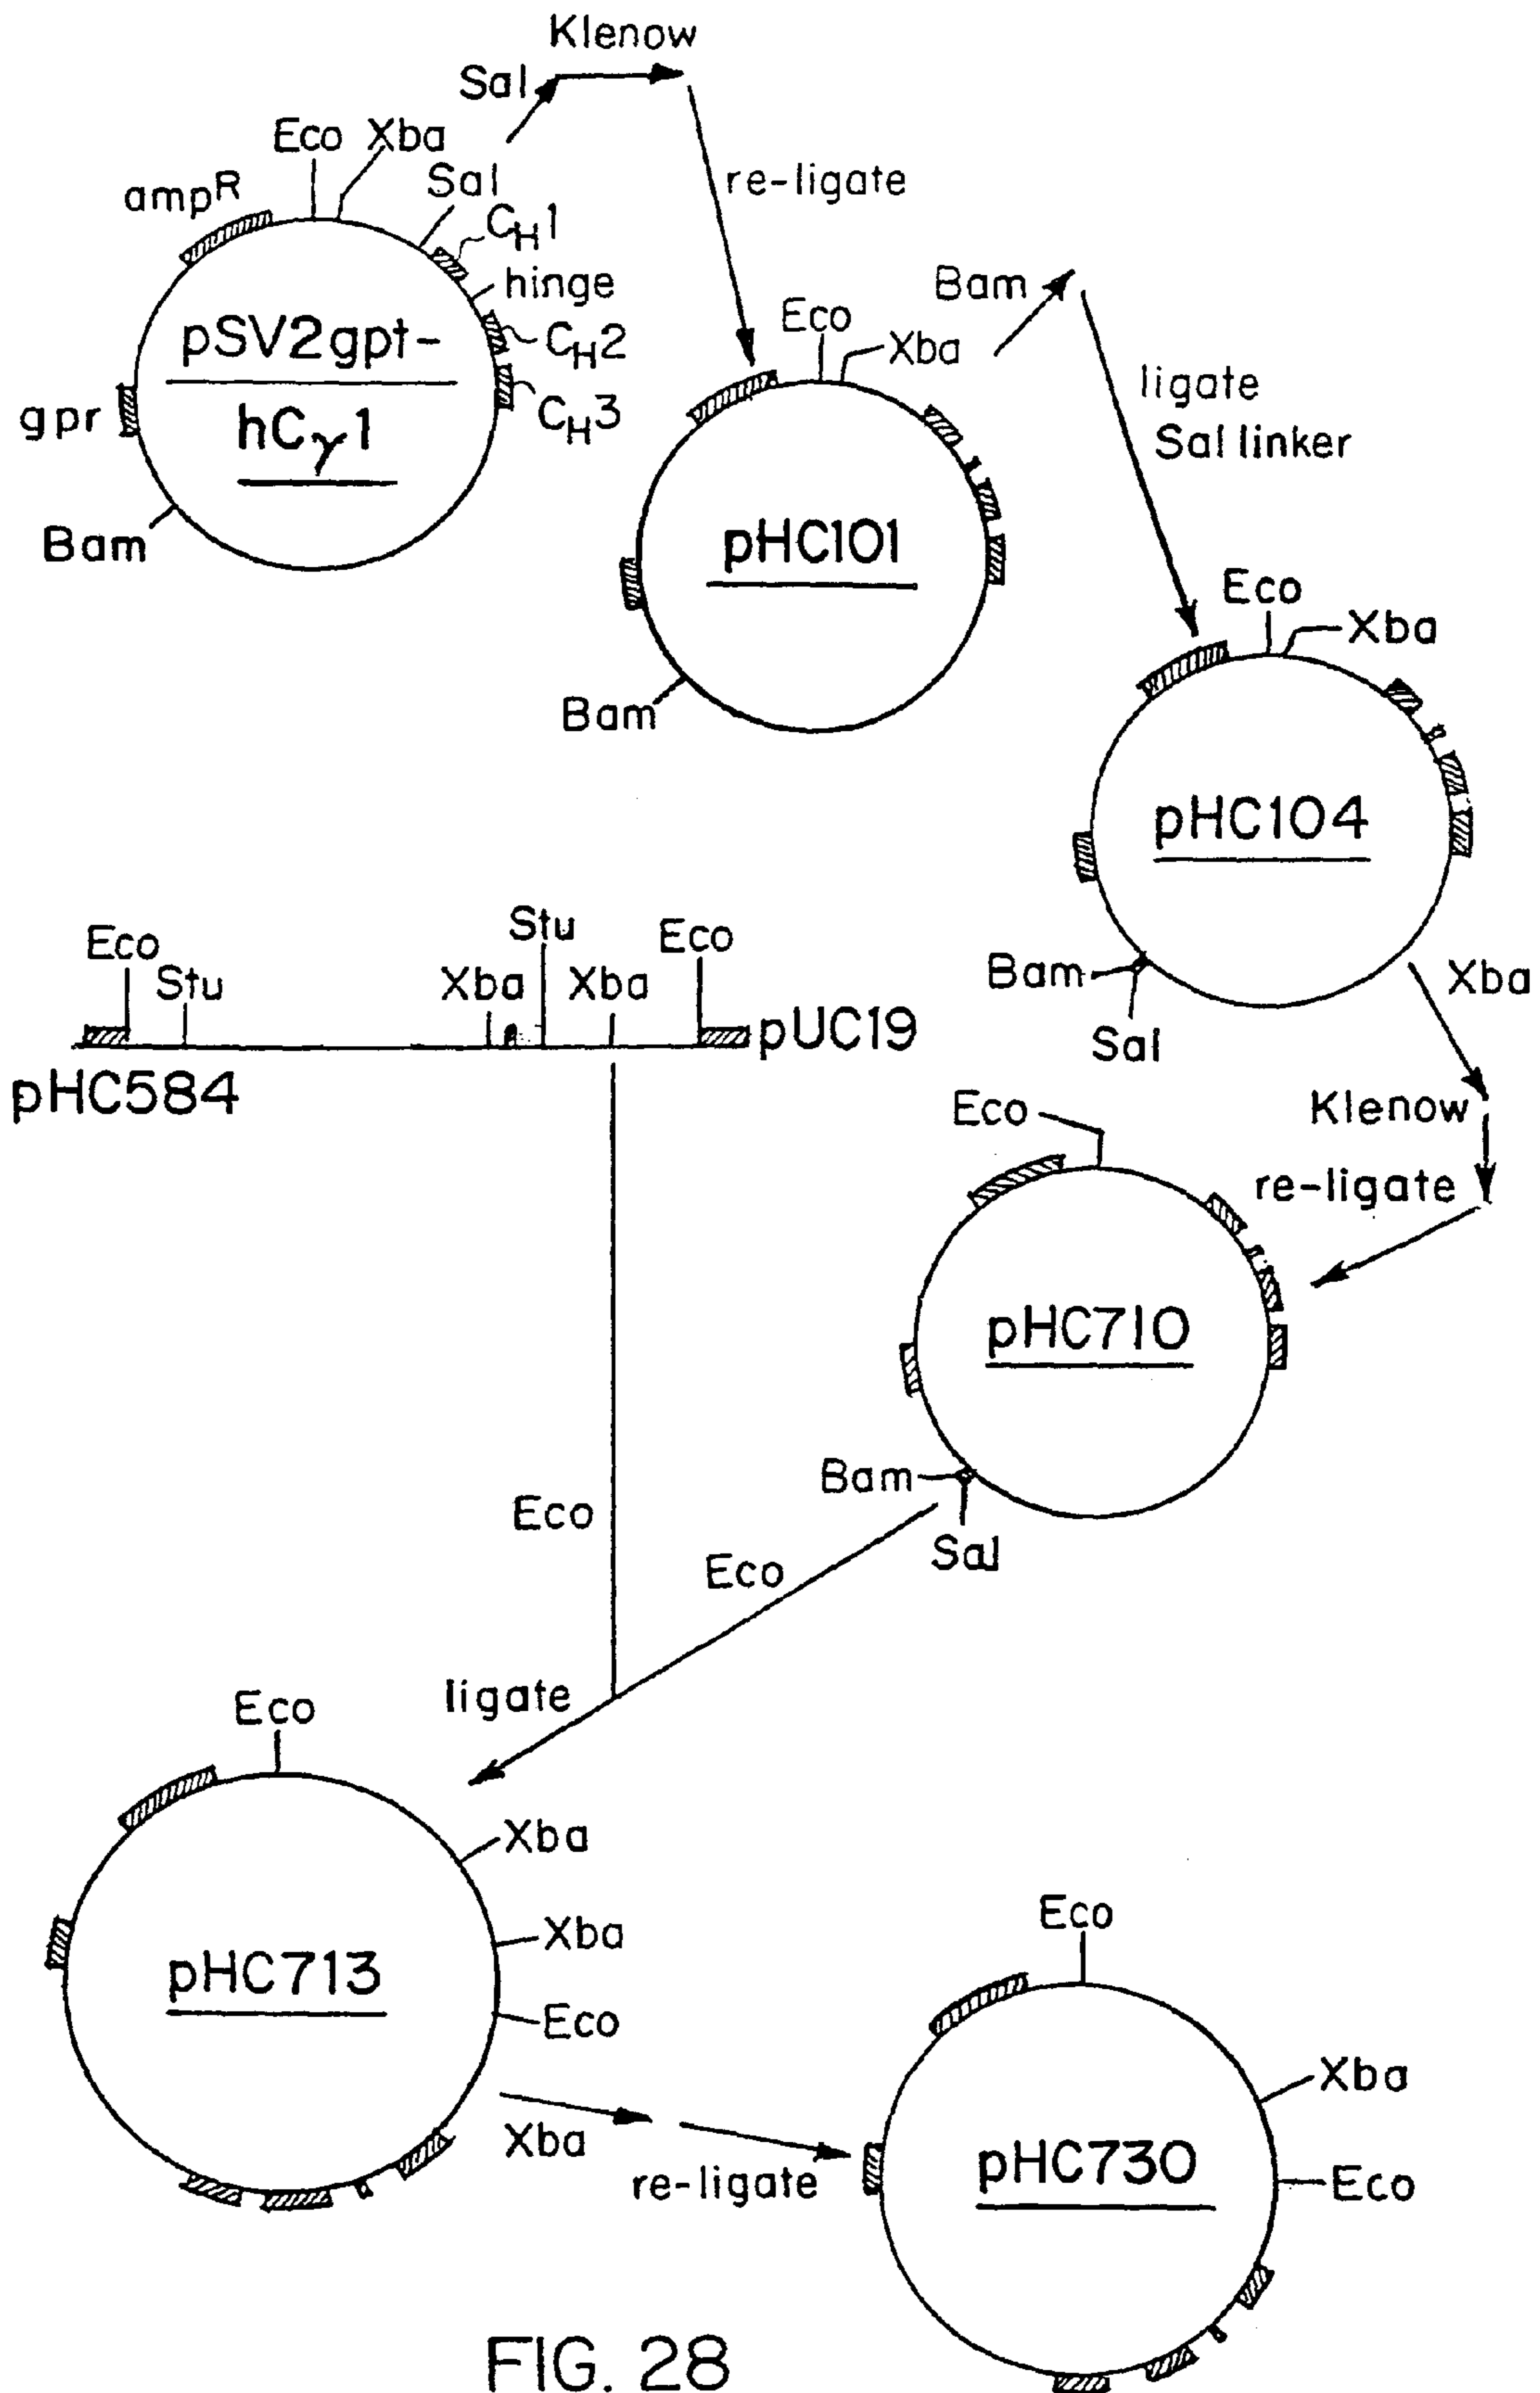 Klenow
Sal
re-ligate
Eco
Xba
Sal
ampR
CH1
hinge
CH2
CH3
pSV2gpt-
hCγ1
gpr
Bam
Bam
ligate
Sal linker
Eco
Xba
pHC101
Bam
Eco
Xba
pHC104
Bam
Sal
Xba
Klenow
re-ligate
Eco
Stu
Xba
Stu
Xba
Eco
pUC19
pHC584
Eco
pHC710
Bam
Sal
Eco
Eco
ligate
Eco
Xba
Xba
Eco
pHC713
Xba
re-ligate
Eco
Xba
Eco
pHC730
FIG. 28